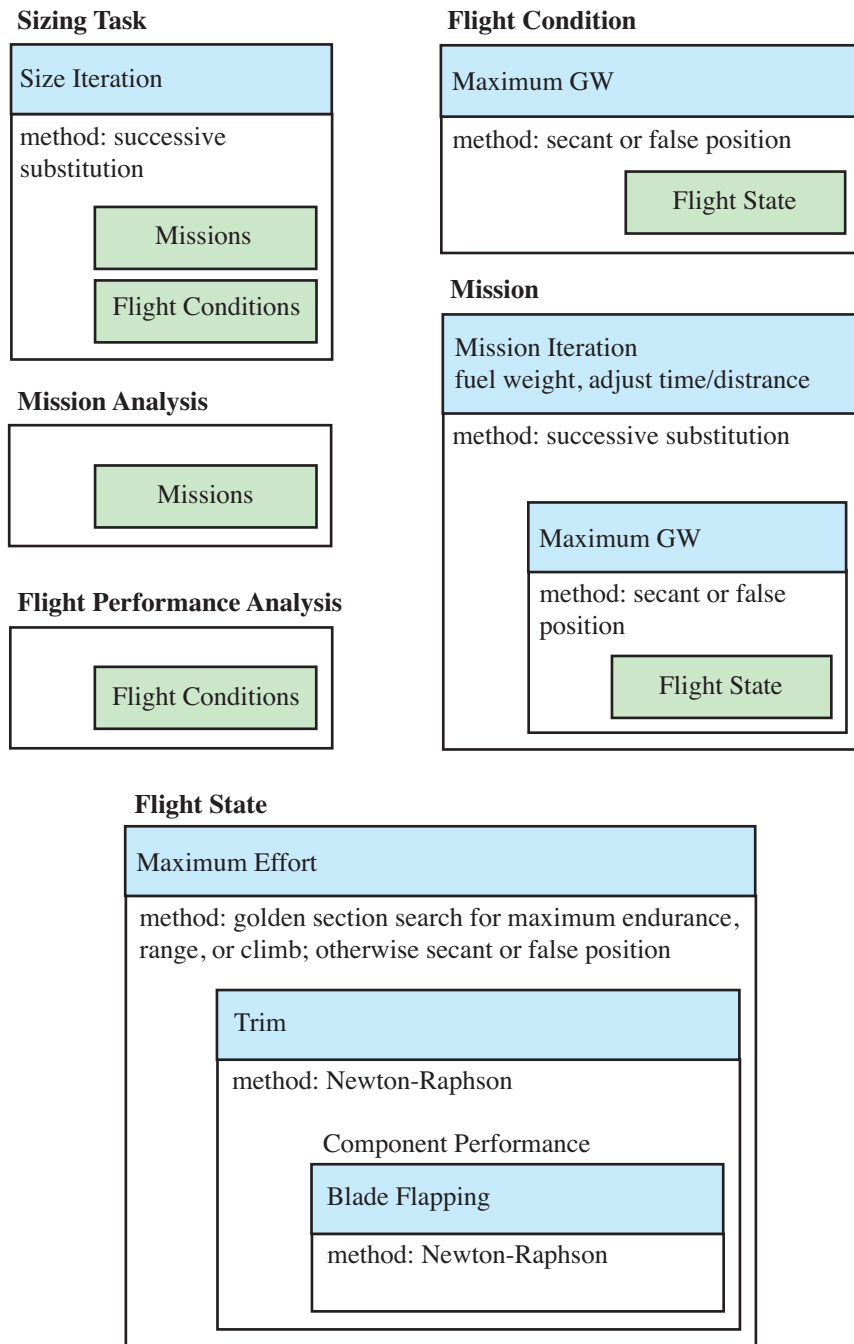 Sizing Task
Size Iteration
method: successive
substitution
Missions
Flight Conditions
Mission Analysis
Missions
Flight Performance Analysis
Flight Conditions
Flight Condition
Maximum GW
method: secant or false position
Flight State
Mission
Mission Iteration
fuel weight, adjust time/distrance
method: successive substitution
Maximum GW
method: secant or false
position
Flight State
Flight State
Maximum Effort
method: golden section search for maximum endurance,
range, or climb; otherwise secant or false position
Trim
method: Newton-Raphson
Component Performance
Blade Flapping
method: Newton-Raphson